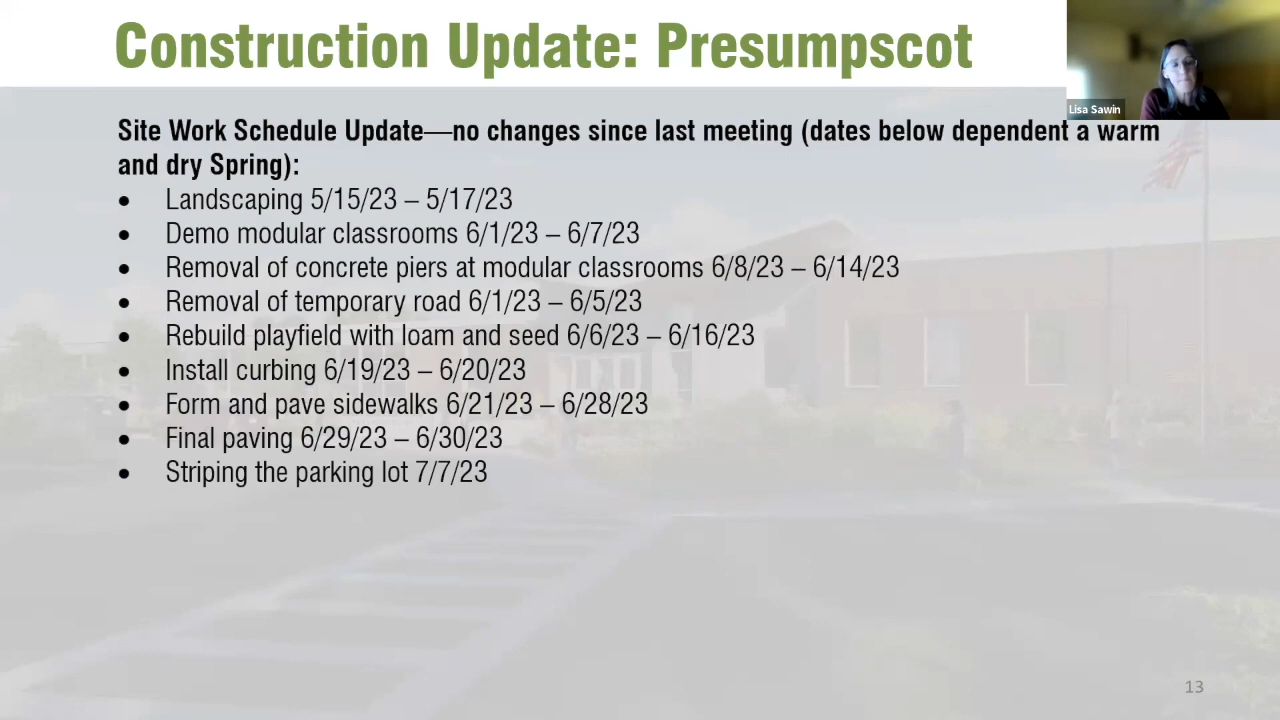 Construction Update: Presumpscot
Lisa Sawin
Site Work Schedule Update—no changes since last meeting (dates below dependent a warm
and dry Spring):
• Landscaping 5/15/23 – 5/17/23
• Demo modular classrooms 6/1/23 – 6/7/23
• Removal of concrete piers at modular classrooms 6/8/23 – 6/14/23
• Removal of temporary road 6/1/23 – 6/5/23
• Rebuild playfield with loam and seed 6/6/23 – 6/16/23
• Install curbing 6/19/23 – 6/20/23
• Form and pave sidewalks 6/21/23 – 6/28/23
• Final paving 6/29/23 – 6/30/23
• Striping the parking lot 7/7/23
13